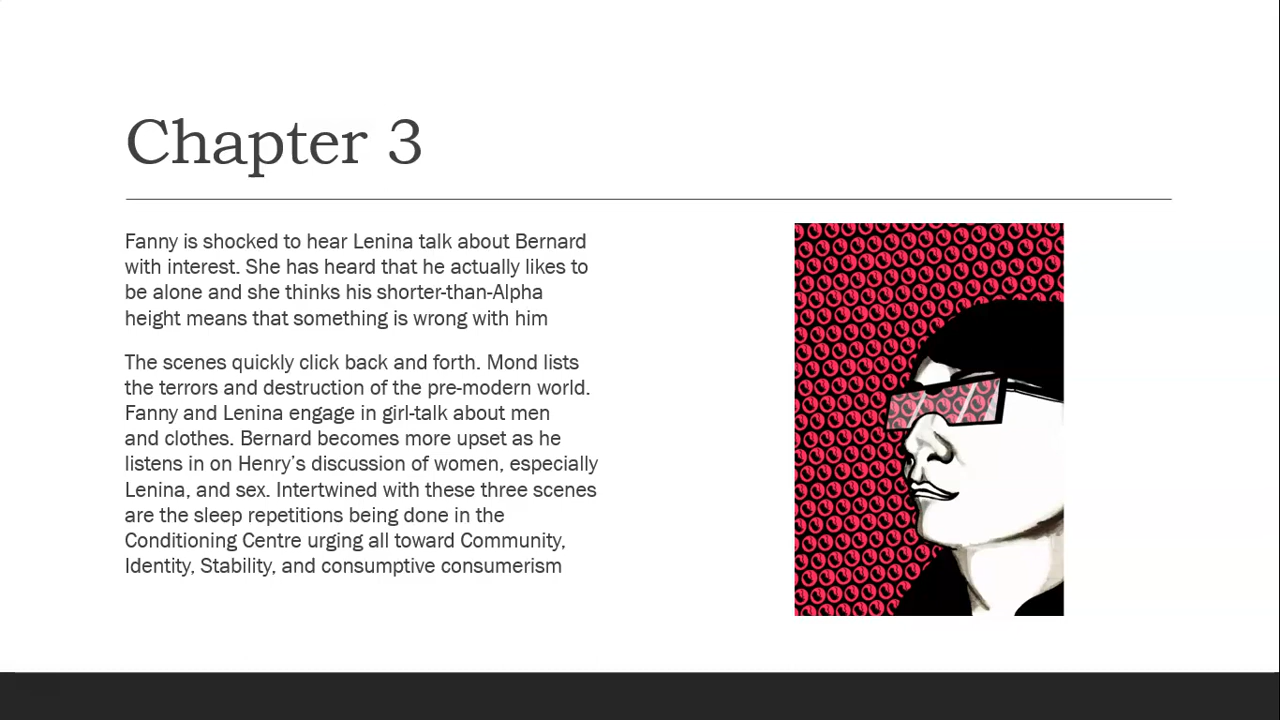 Chapter 3
Fanny is shocked to hear Lenina talk about Bernard
with interest. She has heard that he actually likes to
be alone and she thinks his shorter-than-Alpha
height means that something is wrong with him
The scenes quickly click back and forth. Mond lists
the terrors and destruction of the pre-modern world.
Fanny and Lenina engage in girl-talk about men
and clothes. Bernard becomes more upset as he
listens in on Henry’s discussion of women, especially
Lenina, and sex. Intertwined with these three scenes
are the sleep repetitions being done in the
Conditioning Centre urging all toward Community,
Identity, Stability, and consumptive consumerism